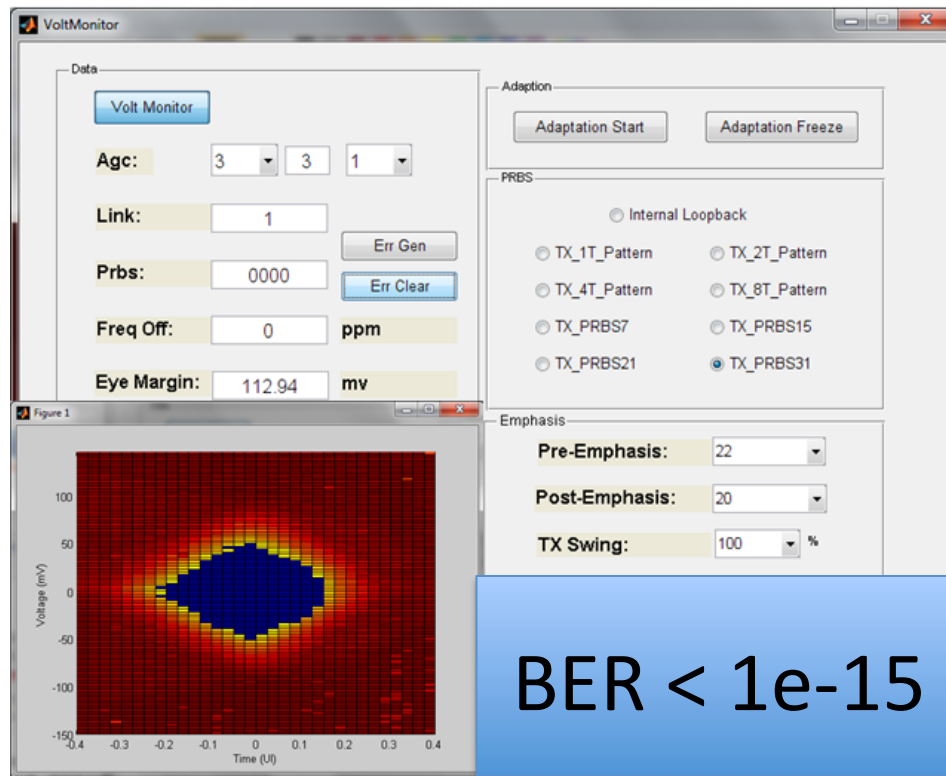 VoltMonitor
Data
Volt Monitor
Agc: 3 3 1
Link: 1
Err Gen
Prbs: 0000
Err Clear
Freq Off: 0 ppm
Eye Margin: 112.94 mv
Adaption
Adaptation Start Adaptation Freeze
PRBS
Internal Loopback
TX_1T_Pattern TX_2T_Pattern
TX_4T_Pattern TX_8T_Pattern
TX_PRBS7 TX_PRBS15
TX_PRBS21 TX_PRBS31
Emphasis
Pre-Emphasis: 22
Post-Emphasis: 20
TX Swing: 100 %
Figure 1
Voltage (mV)
100
50
0
-50
-100
-150
-0.4 -0.3 -0.2 -0.1 0 0.1 0.2 0.3 0.4
Time (UI)
BER < 1e-15